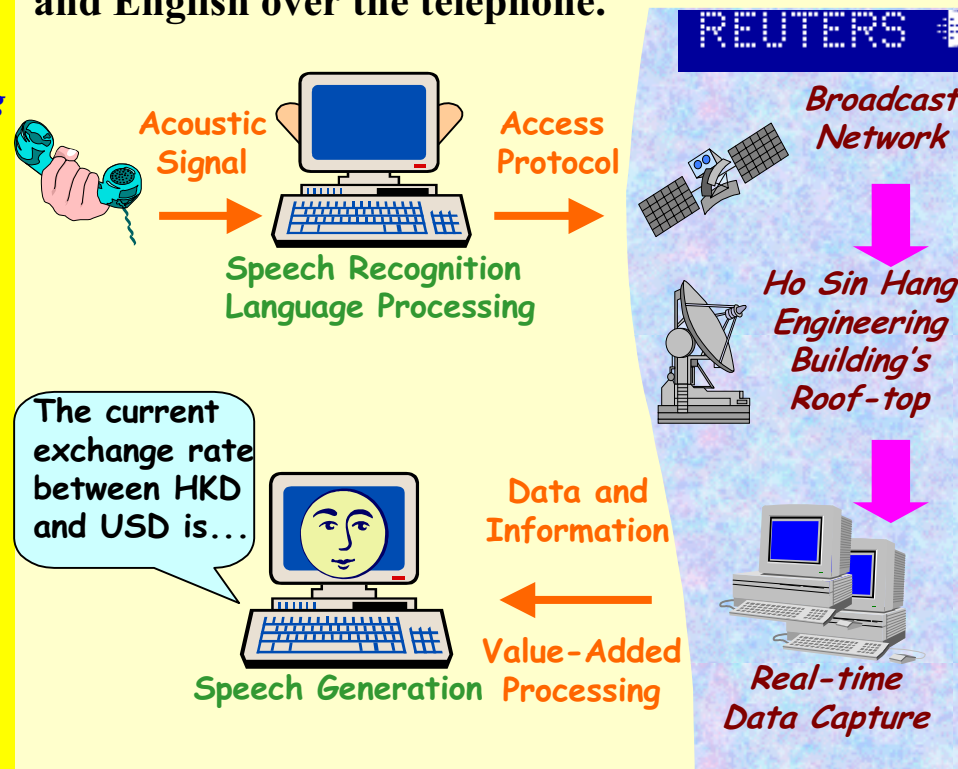 and English over the telephone.
REUTERS
Acoustic
Signal
Access
Protocol
Broadcast
Network
Speech Recognition
Language Processing
Ho Sin Hang
Engineering
Building's
Roof-top
The current
exchange rate
between HKD
and USD is...
Data and
Information
Value-Added
Processing
Speech Generation
Real-time
Data Capture